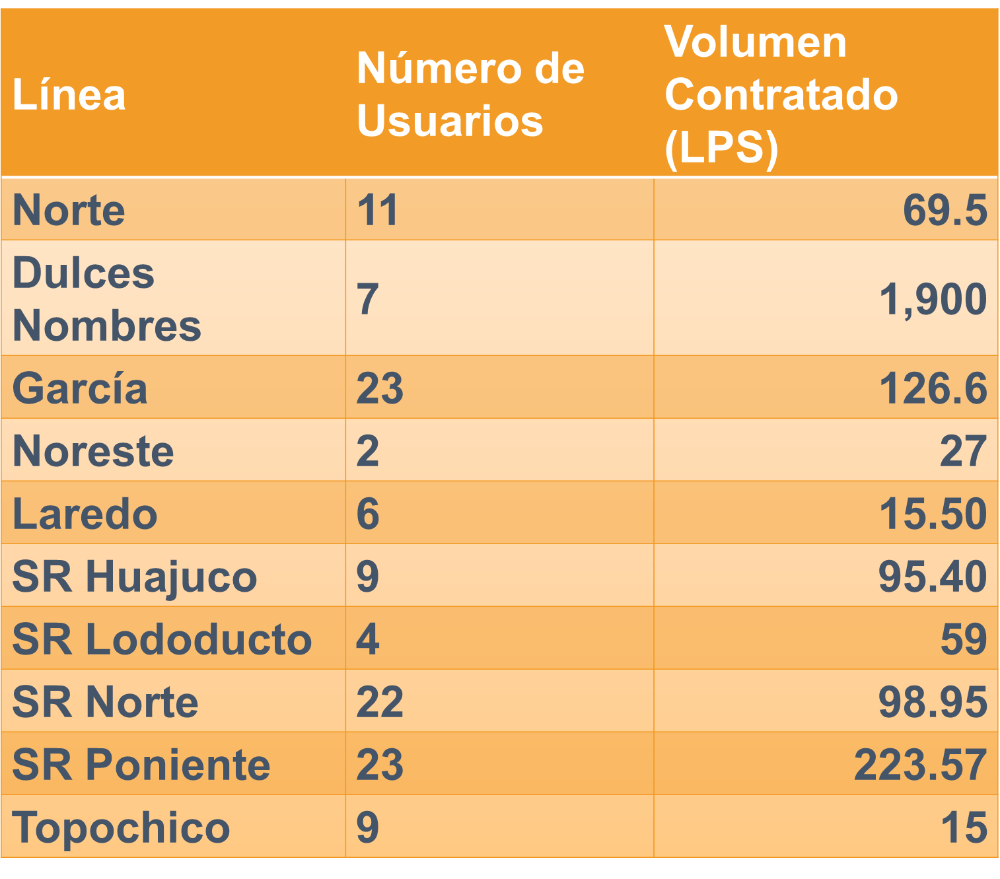 Línea
Número de
Usuarios
Volumen
Contratado
(LPS)
Norte 11 69.5
Dulces
Nombres
7 1,900
García 23 126.6
Noreste 2 27
Laredo 6 15.50
SR Huajuco 9 95.40
SR Lododucto 4 59
SR Norte 22 98.95
SR Poniente 23 223.57
Topochico 9 15